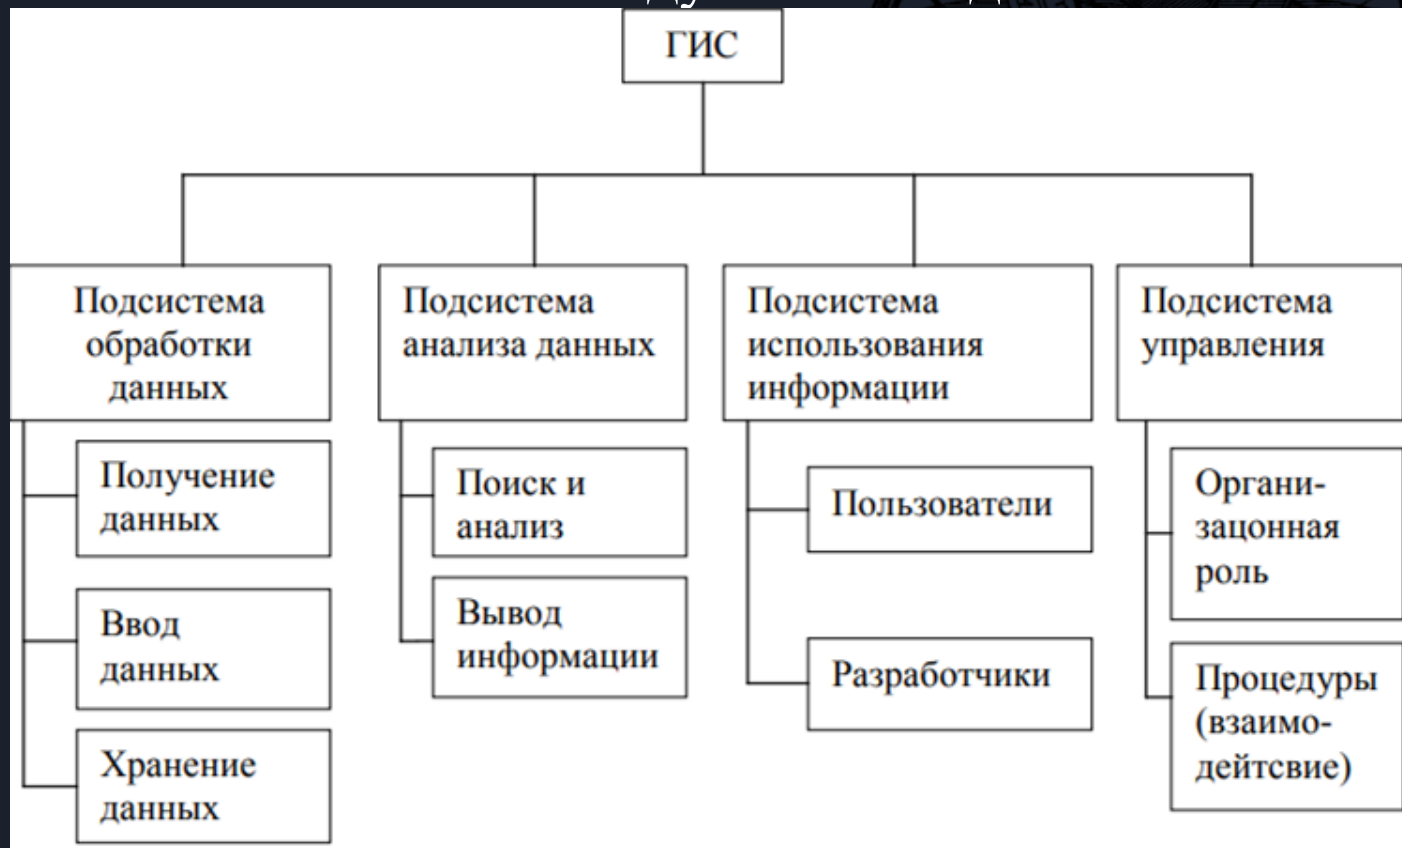 ГИС
Подсистема
обработки
данных
Получение
данных
Ввод
данных
Хранение
данных
Подсистема
анализа данных
Поиск и
анализ
Вывод
информации
Подсистема
использования
информации
Пользователи
Разработчики
Подсистема
управления
Органи-
зацонная
роль
Процедуры
(взаимо-
дейтсвие)